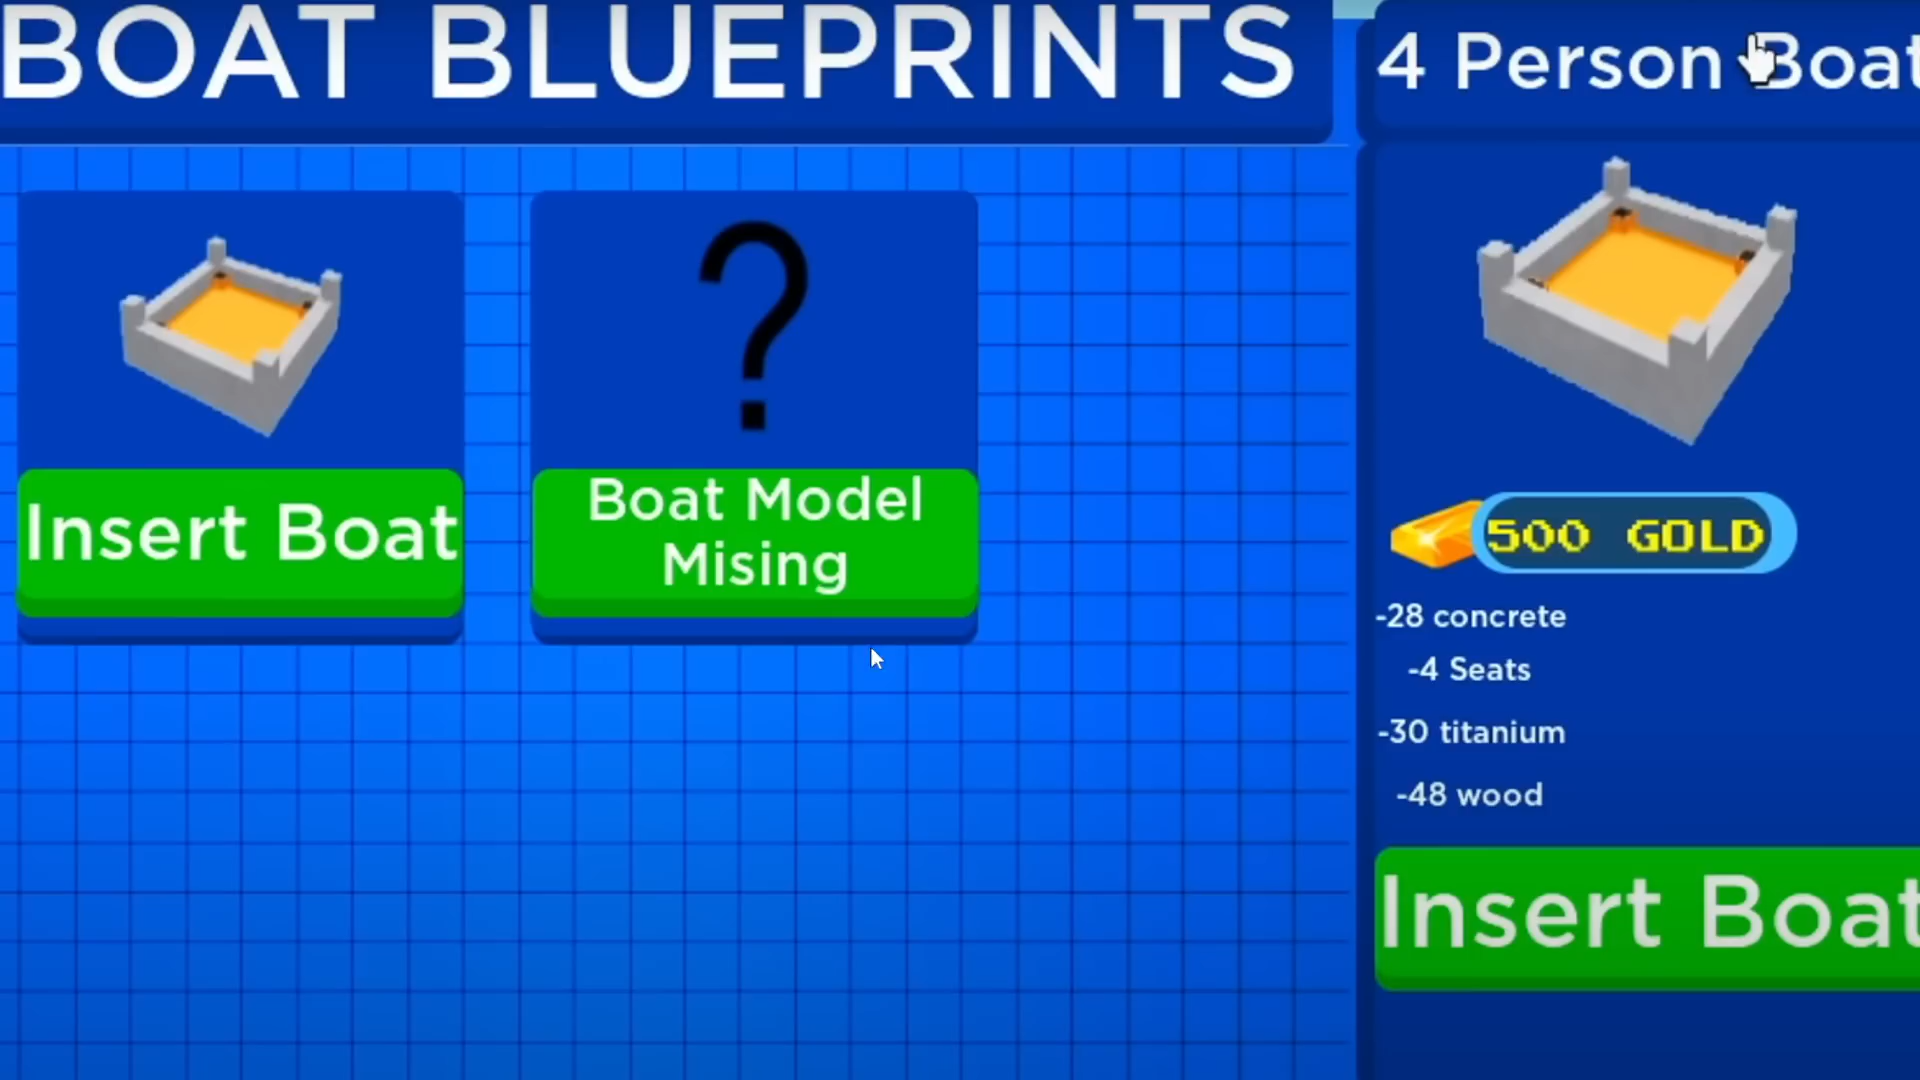 BOAT BLUEPRINTS
Insert Boat
Boat Model
Mising
4 Person Boat
500 GOLD
-28 concrete
-4 Seats
-30 titanium
-48 wood
Insert Boat